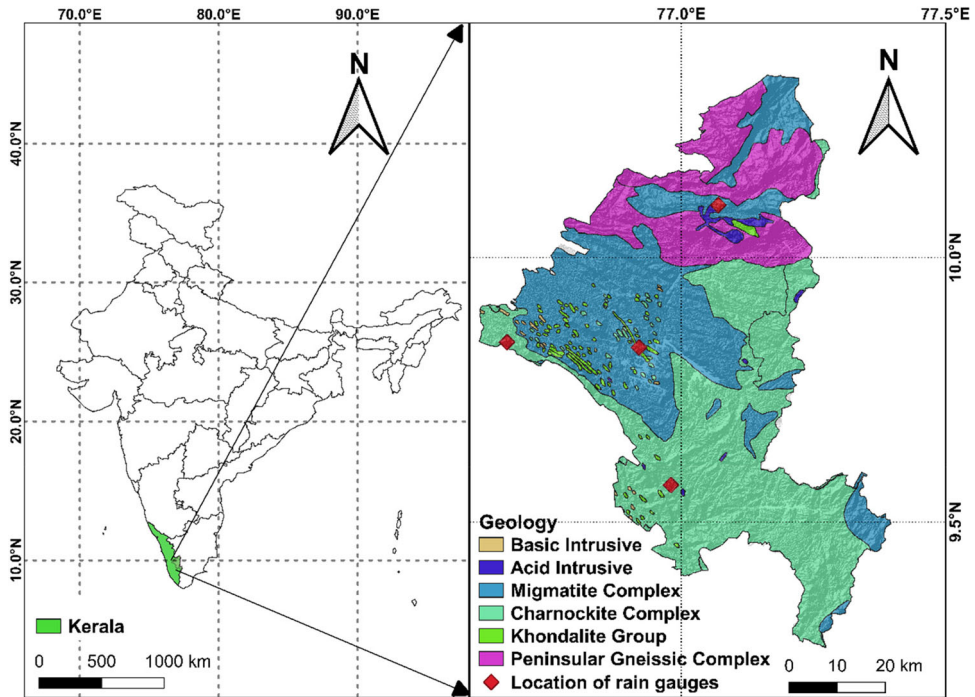 70.0°E 80.0°E 90.0°E
N
40.0°N
30.0°N
20.0°N
10.0°N
Kerala
0 500 1000 km
77.0°E 77.5°E
N
10.0°N
9.5°N
Geology
Basic Intrusive
Acid Intrusive
Migmatite Complex
Charnockite Complex
Khondalite Group
Peninsular Gneissic Complex
Location of rain gauges
0 10 20 km